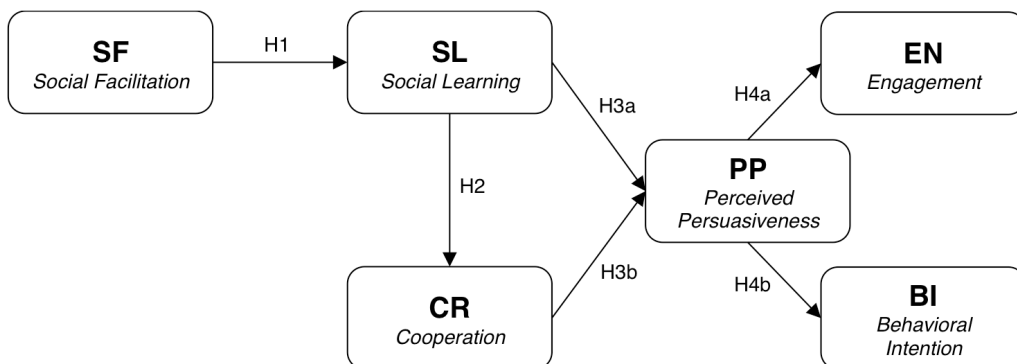 SF
Social Facilitation
H1
SL
Social Learning
H2
CR
Cooperation
H3a
H3b
PP
Perceived
Persuasiveness
H4a
H4b
EN
Engagement
BI
Behavioral
Intention